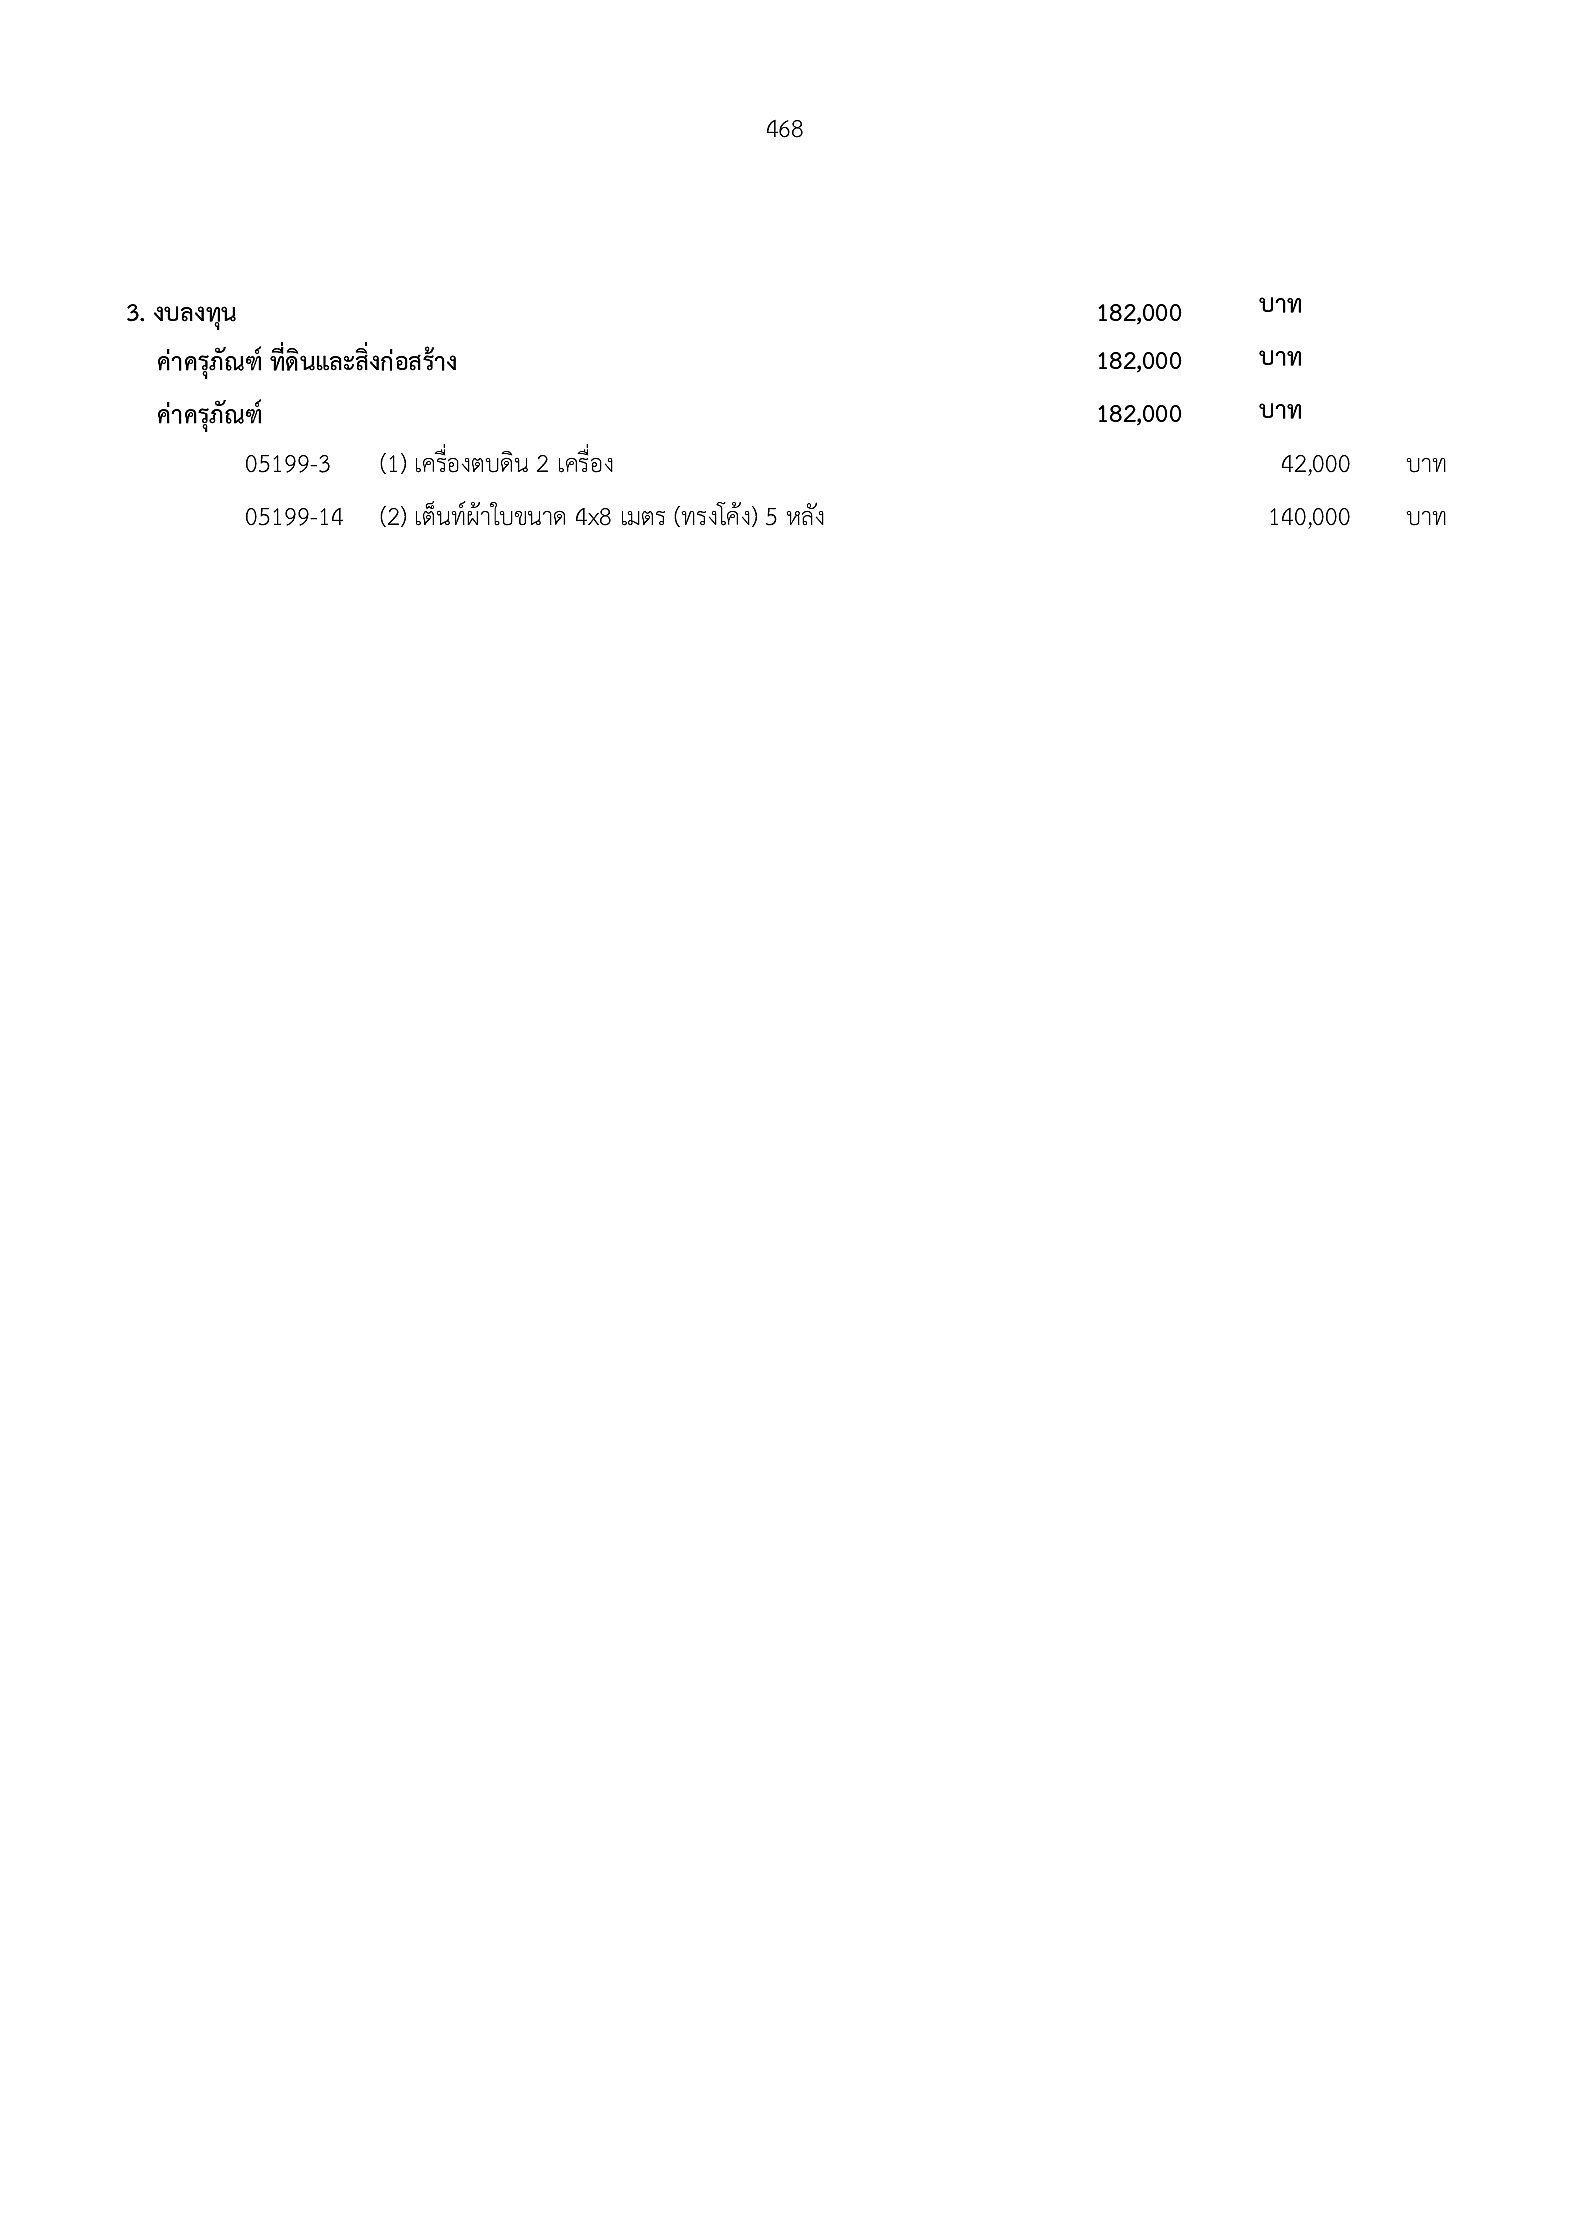 468
3. งบลงทุน 182,000 บาท
ค่าครุภัณฑ์ ที่ดินและสิ่งก่อสร้าง 182,000 บาท
ค่าครุภัณฑ์ 182,000 บาท
05199-3 (1) เครื่องตบดิน 2 เครื่อง 42,000 บาท
05199-14 (2) เต็นท์ผ้าใบขนาด 4x8 เมตร (ทรงโค้ง) 5 หลัง 140,000 บาท